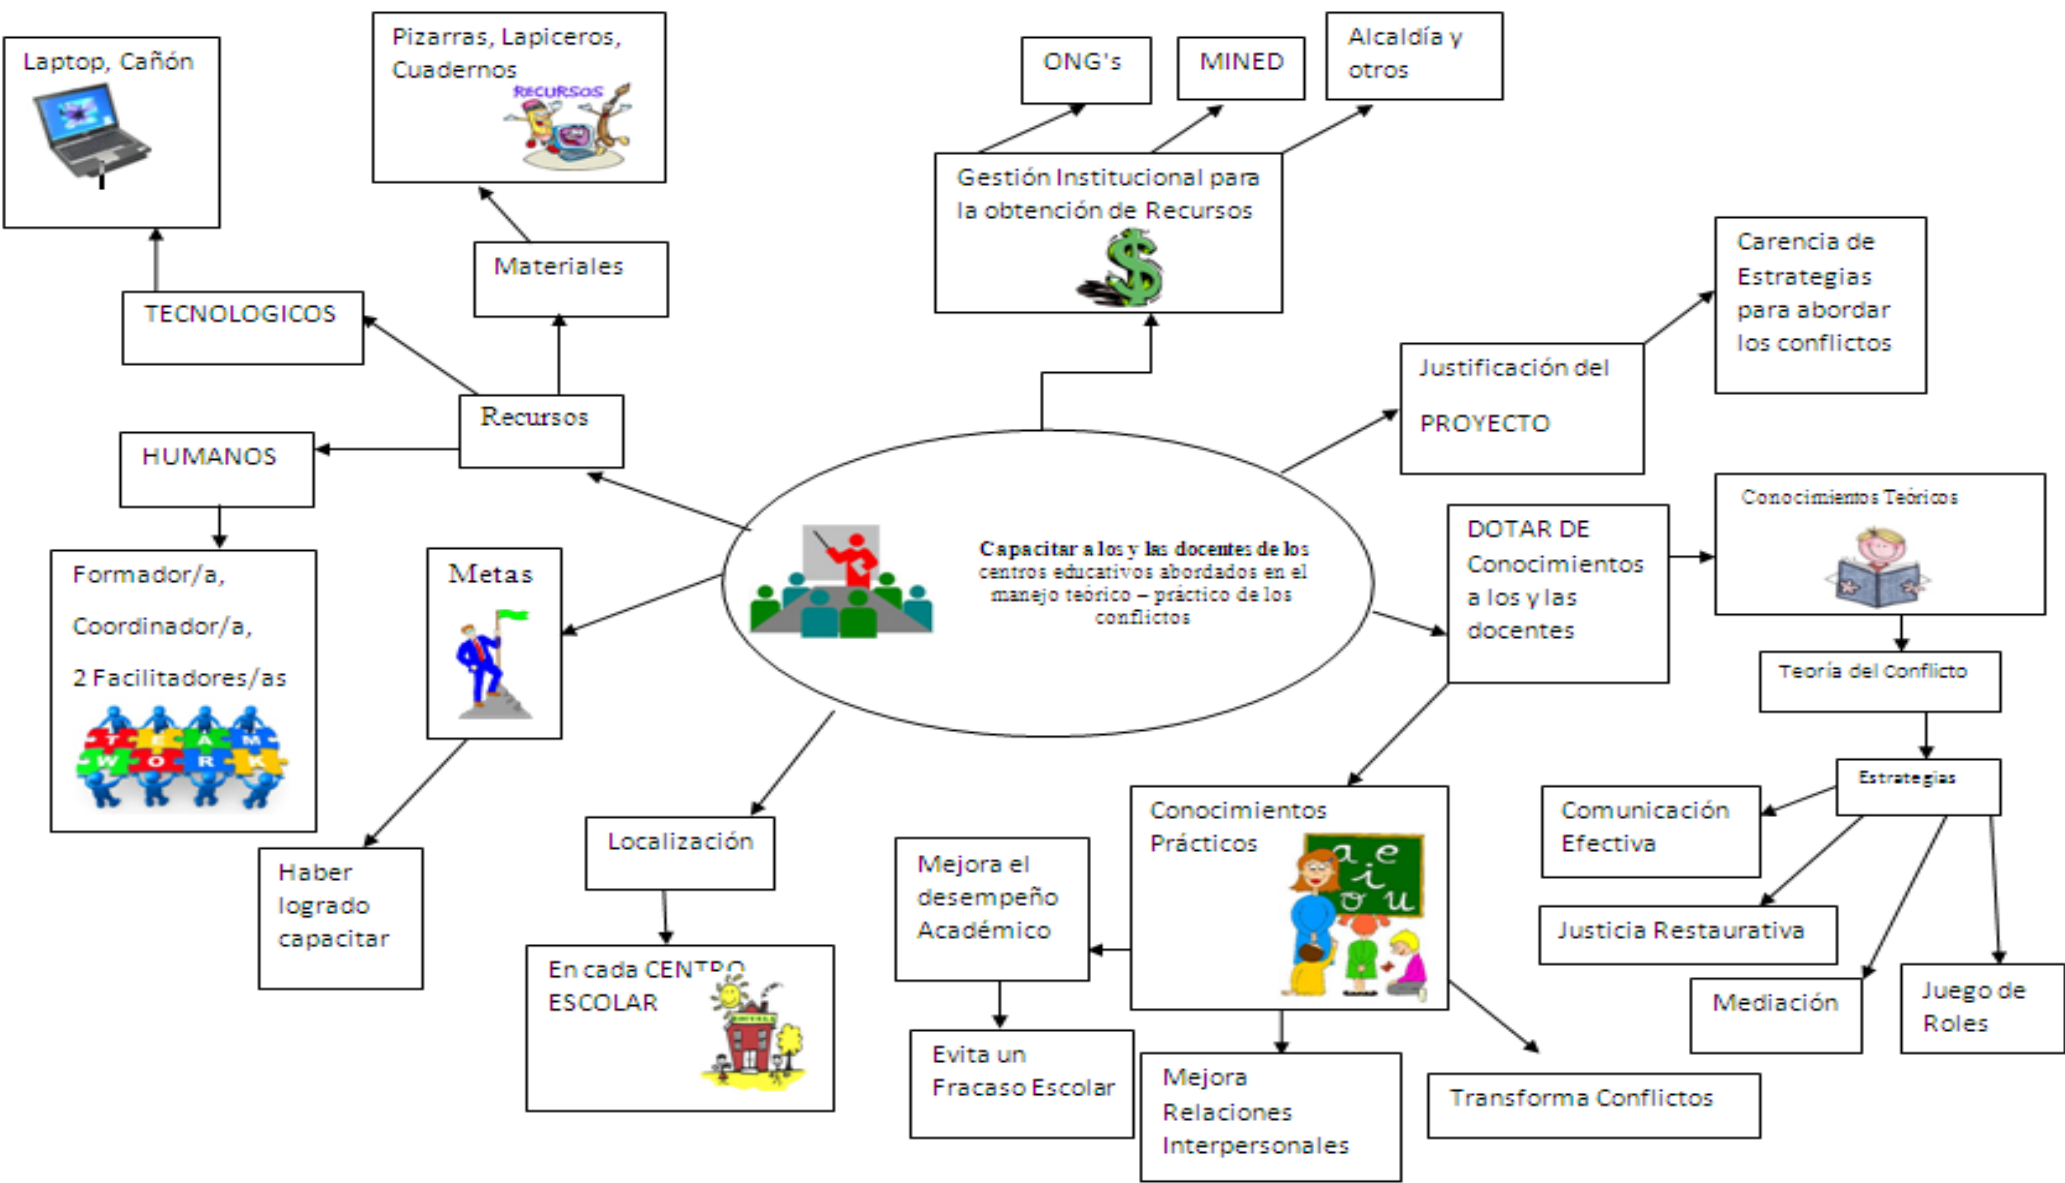 Laptop, Cañón
Pizarras, Lapiceros,
Cuadernos
RECURSOS
ONG's
MINED
Alcaldía y
otros
Gestión Institucional para
la obtención de Recursos
Carencia de
Estrategias
para abordar
los conflictos
Materiales
TECNOLOGICOS
Justificación del
PROYECTO
Recursos
HUMANOS
Conocimientos Teóricos
DOTAR DE
Conocimientos
a los y las
docentes
Capacitar a los y las docentes de los
centros educativos abordados en el
manejo teórico – práctico de los
conflictos
Formador/a,
Coordinador/a,
2 Facilitadores/as
TEAM
WORK
Metas
Teoría del Conflicto
Estrategias
Comunicación
Efectiva
Conocimientos
Prácticos
a e
i
o u
Localización
Mejora el
desempeño
Académico
Haber
logrado
capacitar
Justicia Restaurativa
En cada CENTRO
ESCOLAR
ESCUELA
Mediación
Juego de
Roles
Evita un
Fracaso Escolar
Mejora
Relaciones
Interpersonales
Transforma Conflictos